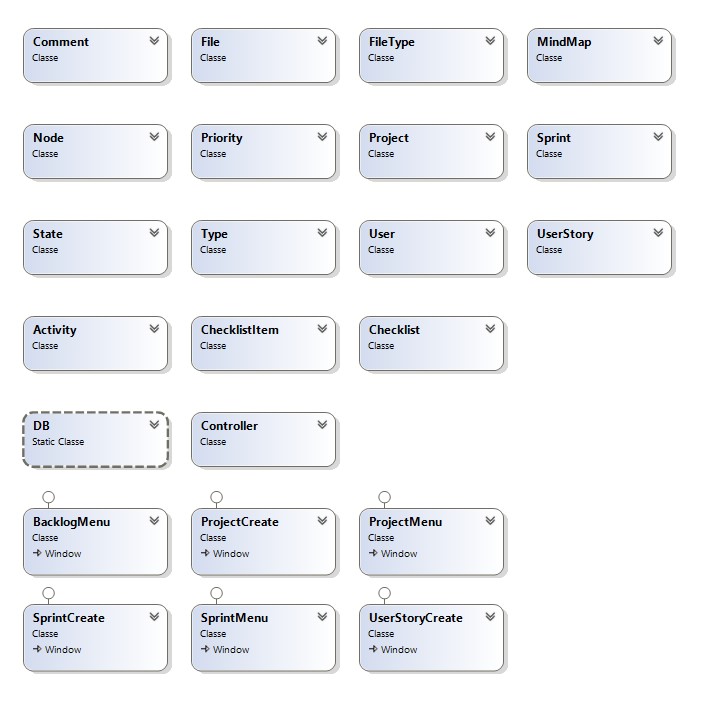 Comment
Classe
File
Classe
FileType
Classe
MindMap
Classe
Node
Classe
Priority
Classe
Project
Classe
Sprint
Classe
State
Classe
Type
Classe
User
Classe
UserStory
Classe
Activity
Classe
ChecklistItem
Classe
Checklist
Classe
DB
Static Classe
Controller
Classe
BacklogMenu
Classe
Window
ProjectCreate
Classe
Window
ProjectMenu
Classe
Window
SprintCreate
Classe
Window
SprintMenu
Classe
Window
UserStoryCreate
Classe
Window